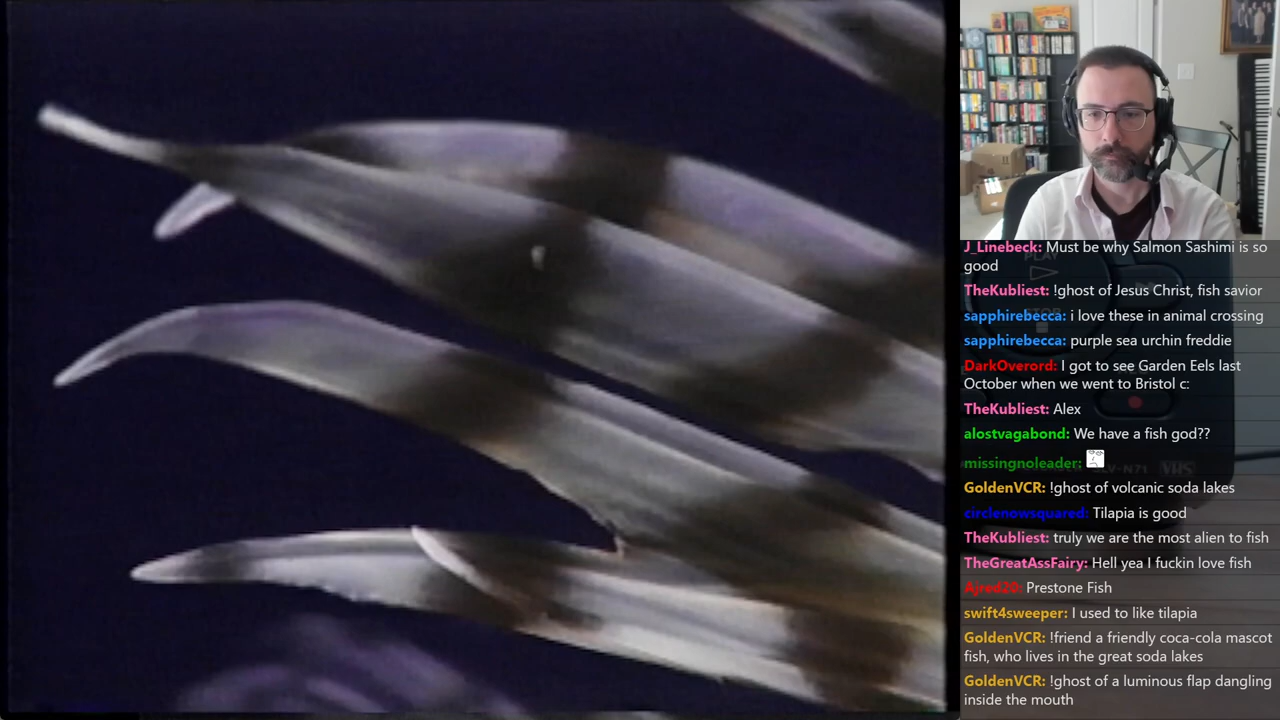 J_Linebeck: Must be why Salmon Sashimi is so
good
TheKubliest: !ghost of Jesus Christ, fish savior
sapphirebecca: i love these in animal crossing
sapphirebecca: purple sea urchin freddie
DarkOverord: I got to see Garden Eels last
October when we went to Bristol c:
TheKubliest: Alex
alostvagabond: We have a fish god??
missingnoleader:
GoldenVCR: !ghost of volcanic soda lakes
circlenowsquared: Tilapia is good
TheKubliest: truly we are the most alien to fish
TheGreatAssFairy: Hell yea I fuckin love fish
Ajred20: Prestone Fish
swift4sweeper: I used to like tilapia
GoldenVCR: !friend a friendly coca-cola mascot
fish, who lives in the great soda lakes
GoldenVCR: !ghost of a luminous flap dangling
inside the mouth